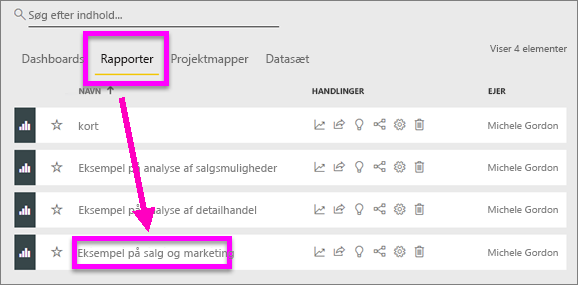 Søg efter indhold...
Viser 4 elementer
Dashboards Rapporter Projektmapper Datasæt
NAVN HANDLINGER EJER
kort Michele Gordon
Eksempel på analyse af salgsmuligheder Michele Gordon
Eksempel på analyse af detailhandel Michele Gordon
Eksempel på salg og marketing Michele Gordon